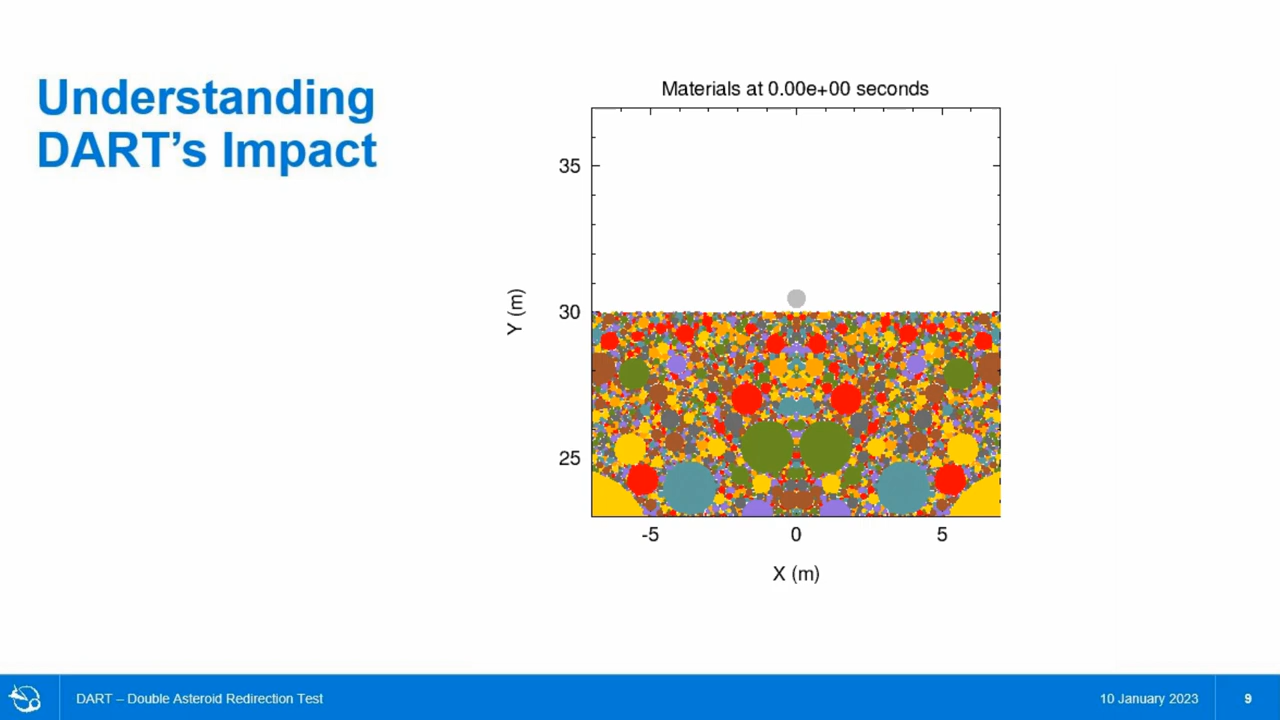 Understanding
DART's Impact
Materials at 0.00e+00 seconds
35
30
25
Y (m)
-5 0 5
X (m)
DART – Double Asteroid Redirection Test
10 January 2023
9